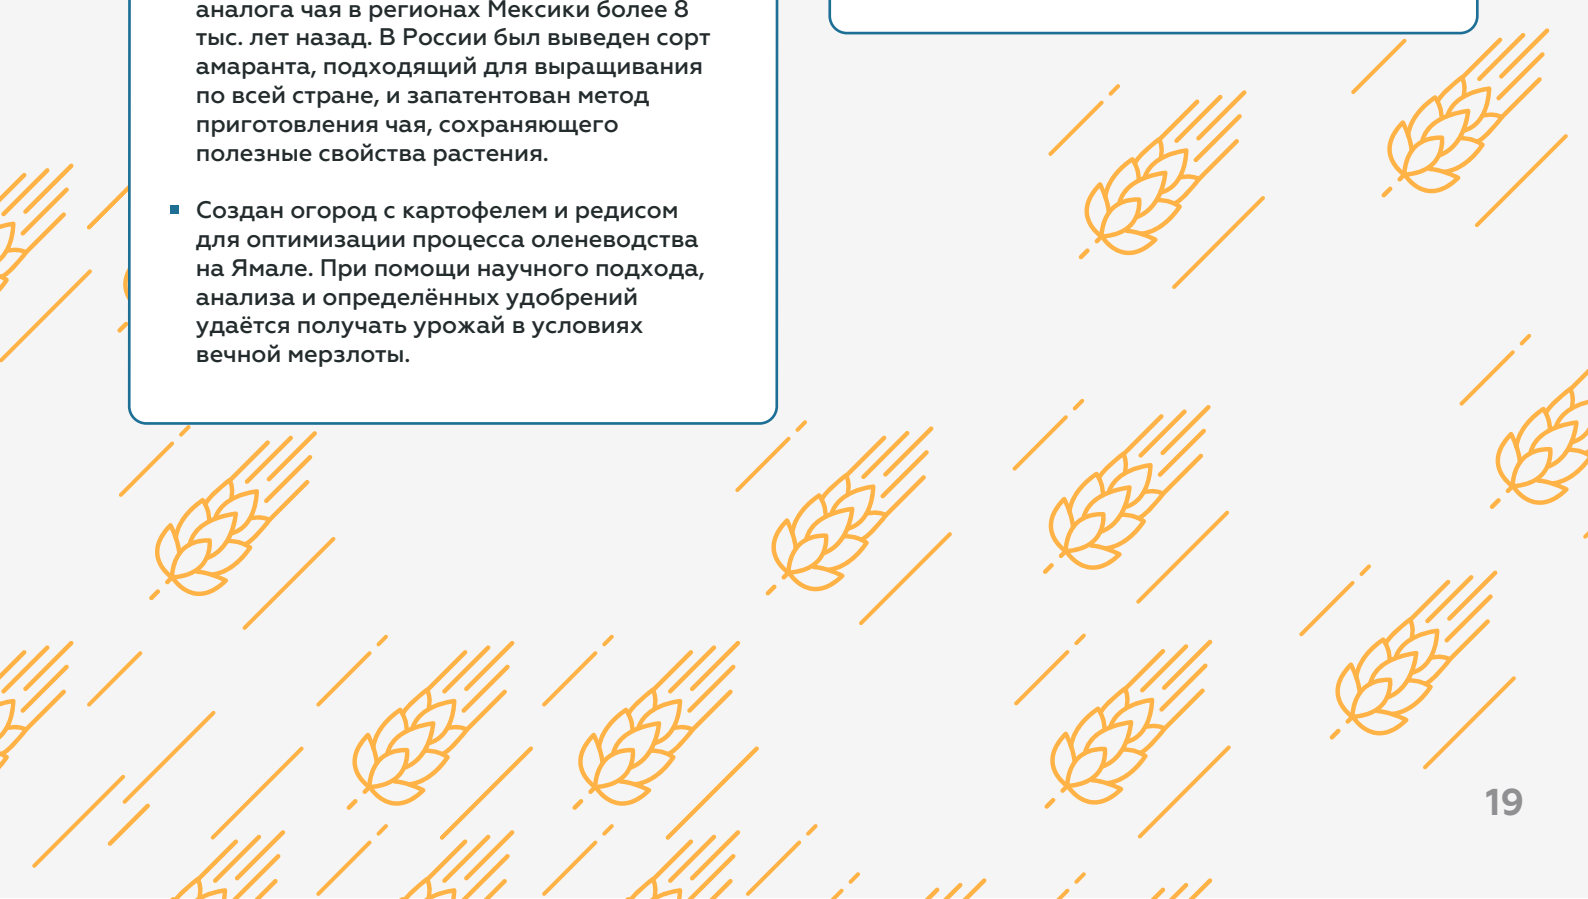 аналога чая в регионах Мексики более 8
тыс. лет назад. В России был выведен сорт
амаранта, подходящий для выращивания
по всей стране, и запатентован метод
приготовления чая, сохраняющего
полезные свойства растения.
Создан огород с картофелем и редисом
для оптимизации процесса оленеводства
на Ямале. При помощи научного подхода,
анализа и определённых удобрений
удаётся получать урожай в условиях
вечной мерзлоты.
19